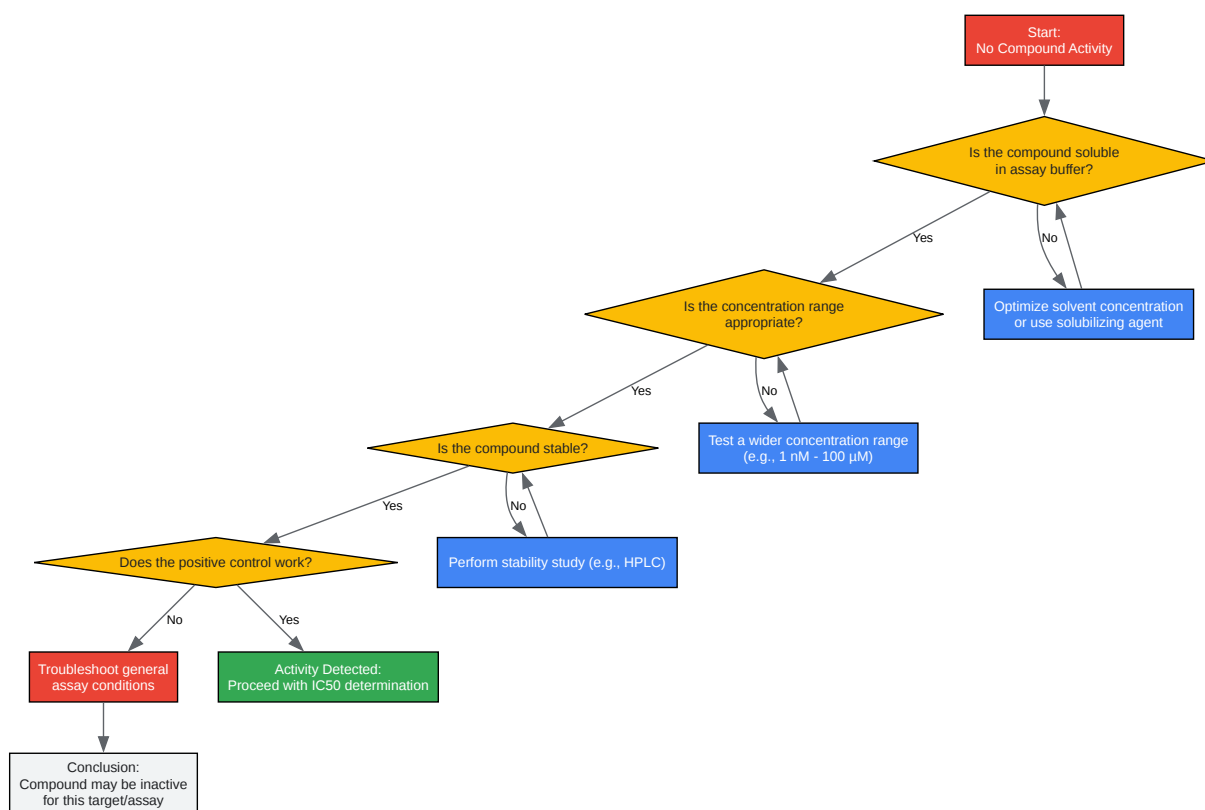 Start:
No Compound Activity
Is the compound soluble
in assay buffer?
Yes
No
Optimize solvent concentration
or use solubilizing agent
Is the concentration range
appropriate?
Yes
No
Test a wider concentration range
(e.g., 1 nM - 100 µM)
Is the compound stable?
Yes
No
Perform stability study (e.g., HPLC)
Does the positive control work?
No
Yes
Troubleshoot general
assay conditions
Activity Detected:
Proceed with IC50 determination
Conclusion:
Compound may be inactive
for this target/assay